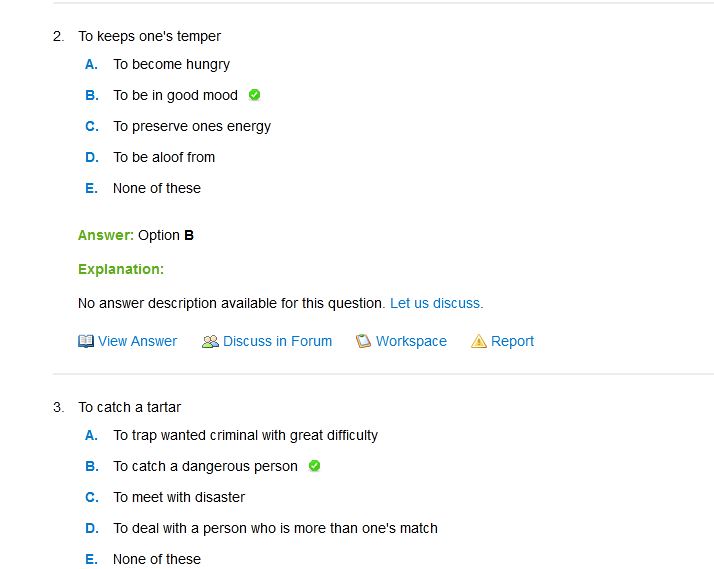 2. To keeps one's temper
A. To become hungry
B. To be in good mood
C. To preserve ones energy
D. To be aloof from
E. None of these
Answer: Option B
Explanation:
No answer description available for this question. Let us discuss.
View Answer Discuss in Forum Workspace Report
3. To catch a tartar
A. To trap wanted criminal with great difficulty
B. To catch a dangerous person
C. To meet with disaster
D. To deal with a person who is more than one's match
E. None of these